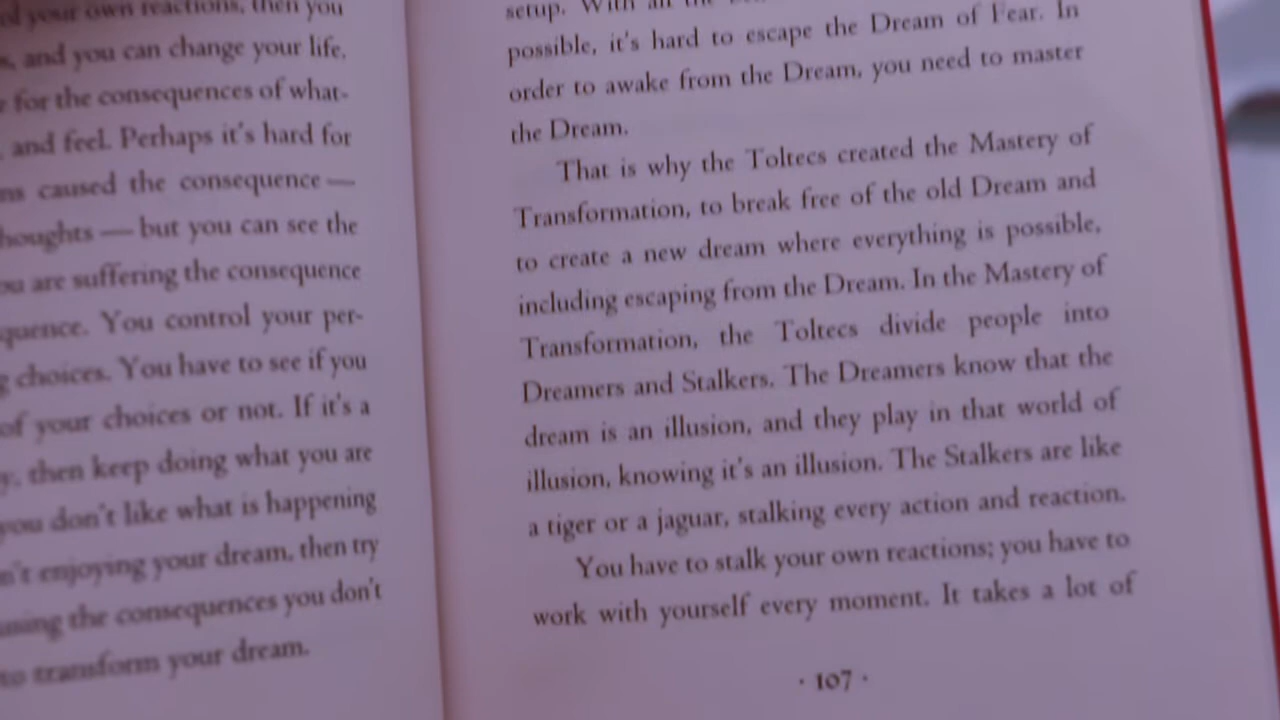 your own reactions, then you
and you can change your life.
for the consequences of what-
and feel. Perhaps it's hard for
caused the consequence —
thoughts — but you can see the
you are suffering the consequence
You control your per-
choices. You have to see if you
of your choices or not. If it's a
then keep doing what you are
you don't like what is happening
enjoying your dream, then try
the consequences you don't
to transform your dream.
setup. With all the
possible, it's hard to escape the Dream of Fear. In
order to awake from the Dream, you need to master
the Dream.
That is why the Toltecs created the Mastery of
Transformation, to break free of the old Dream and
to create a new dream where everything is possible,
including escaping from the Dream. In the Mastery of
Transformation, the Toltecs divide people into
Dreamers and Stalkers. The Dreamers know that the
dream is an illusion, and they play in that world of
illusion, knowing it's an illusion. The Stalkers are like
a tiger or a jaguar, stalking every action and reaction.
You have to stalk your own reactions; you have to
work with yourself every moment. It takes a lot of
· 107 ·